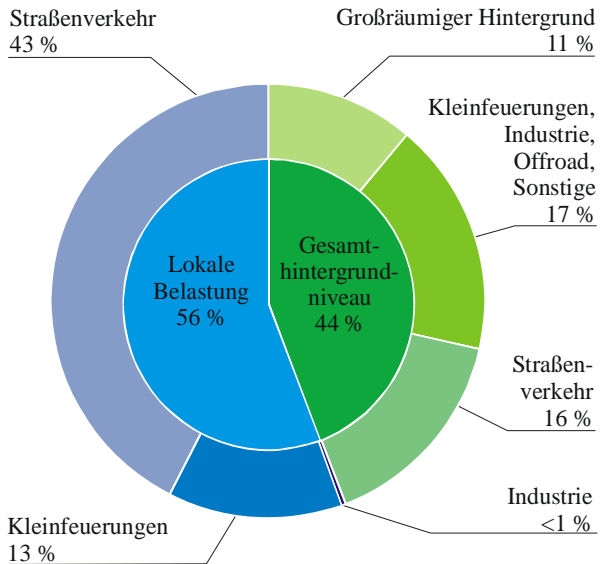 Straßenverkehr
43 %
Großräumiger Hintergrund
11 %
Kleinfeuerungen,
Industrie,
Offroad,
Sonstige
17 %
Lokale
Belastung
56 %
Gesamt-
hintergrund-
niveau
44 %
Straßen-
verkehr
16 %
Industrie
<1 %
Kleinfeuerungen
13 %